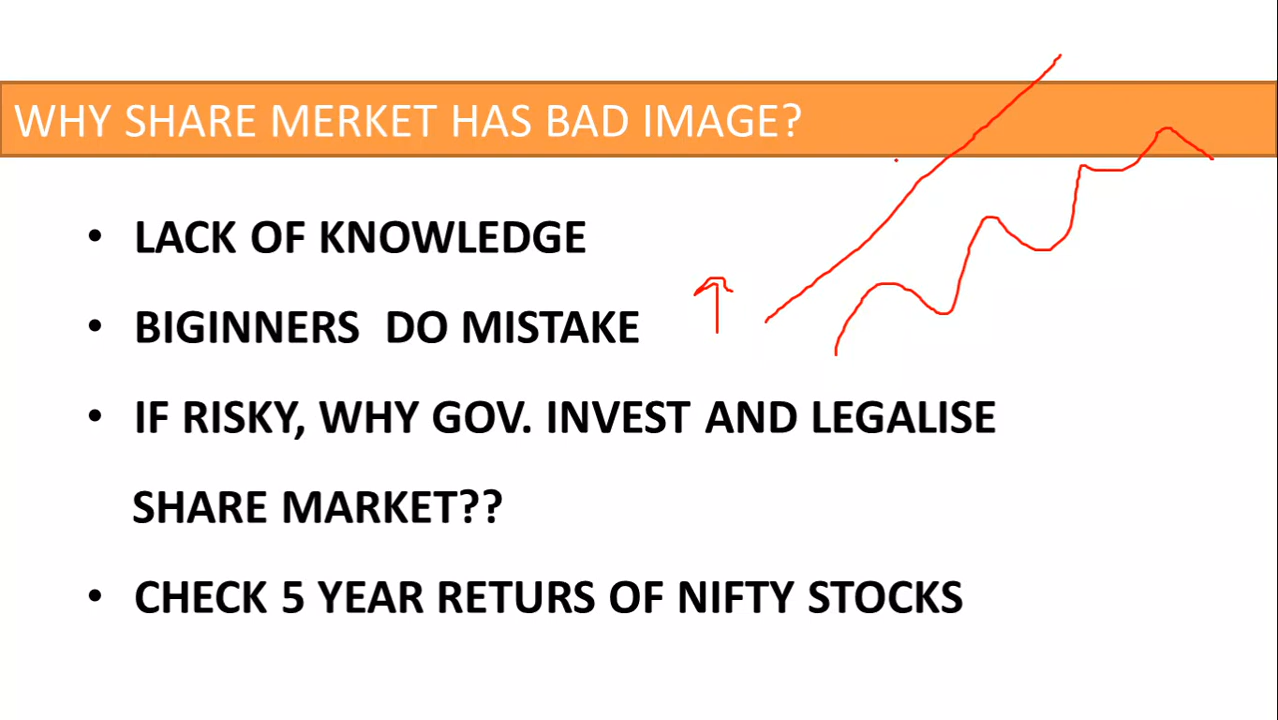 WHY SHARE MERKET HAS BAD IMAGE?
• LACK OF KNOWLEDGE
• BIGINNERS DO MISTAKE
• IF RISKY, WHY GOV. INVEST AND LEGALISE
SHARE MARKET??
• CHECK 5 YEAR RETURS OF NIFTY STOCKS